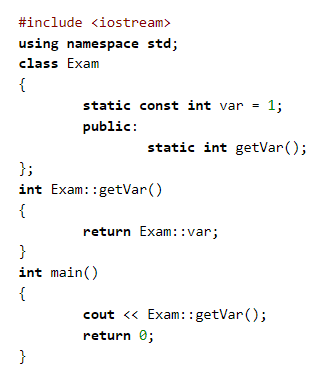 #include <iostream>
using namespace std;
class Exam
{
        static const int var = 1;
        public:
                static int getVar();
};
int Exam::getVar()
{
        return Exam::var;
}
int main()
{
        cout << Exam::getVar();
        return 0;
}